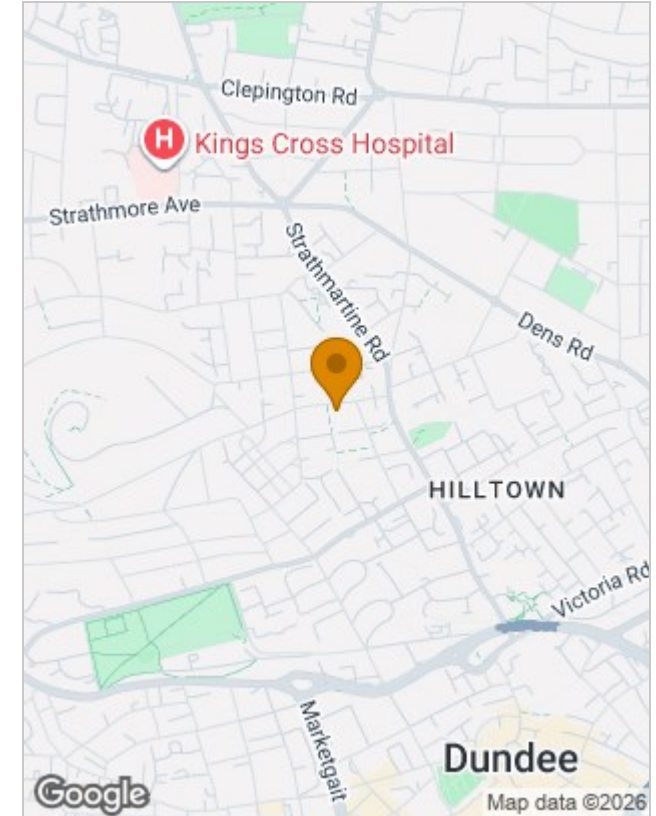 Clepington Rd
H
Kings Cross Hospital
Strathmore Ave
Strathmartine Rd
Dens Rd
HILLTOWN
Victoria Rd
Marketgait
Dundee
Google
Map data ©2026